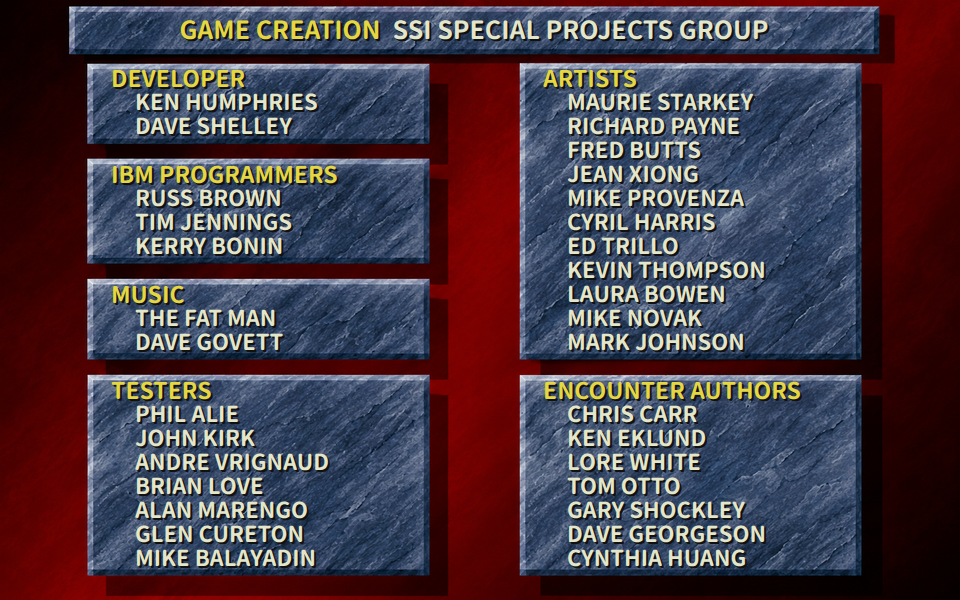 GAME CREATION SSI SPECIAL PROJECTS GROUP
DEVELOPER
KEN HUMPHRIES
DAVE SHELLEY
IBM PROGRAMMERS
RUSS BROWN
TIM JENNINGS
KERRY BONIN
MUSIC
THE FAT MAN
DAVE GOVETT
TESTERS
PHIL ALIE
JOHN KIRK
ANDRE VRIGNAUD
BRIAN LOVE
ALAN MARENGO
GLEN CURETON
MIKE BALAYADIN
ARTISTS
MAURIE STARKEY
RICHARD PAYNE
FRED BUTTS
JEAN XIONG
MIKE PROVENZA
CYRIL HARRIS
ED TRILLO
KEVIN THOMPSON
LAURA BOWEN
MIKE NOVAK
MARK JOHNSON
ENCOUNTER AUTHORS
CHRIS CARR
KEN EKLUND
LORE WHITE
TOM OTTO
GARY SHOCKLEY
DAVE GEORGESON
CYNTHIA HUANG